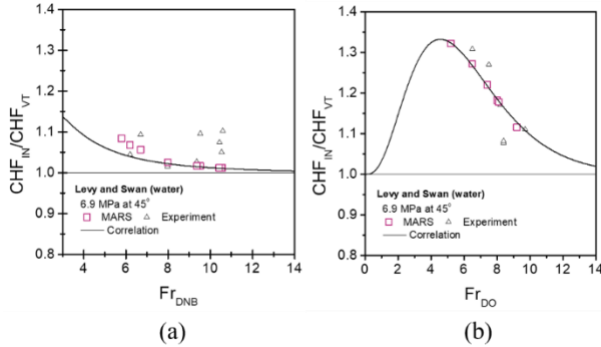 (a)
CHF_IN/CHF_VT
1.4
1.3
1.2
1.1
1.0
0.9
0.8
Levy and Swan (water)
6.9 MPa at 45°
MARS Experiment
Correlation
4 6 8 10 12 14
Fr_DNB
(a)
(b)
CHF_IN/CHF_VT
1.4
1.3
1.2
1.1
1.0
0.9
0.8
Levy and Swan (water)
6.9 MPa at 45°
MARS Experiment
Correlation
0 2 4 6 8 10 12 14
Fr_DO
(b)